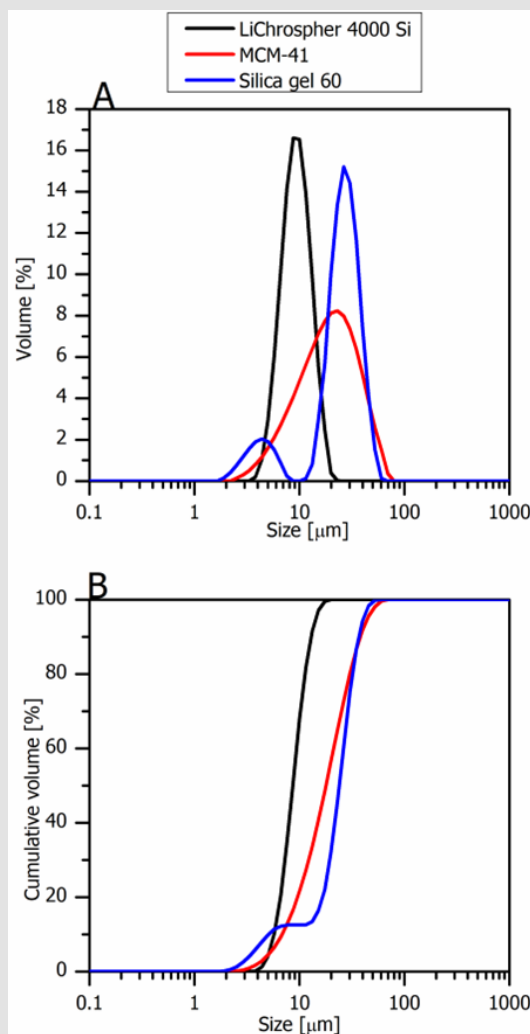 LiChrospher 4000 Si
MCM-41
Silica gel 60
A
18
16
14
12
10
8
6
4
2
0
Volume [%]
0.1 1 10 100 1000
Size [μm]
B
100
80
60
40
20
0
Cumulative volume [%]
0.1 1 10 100 1000
Size [μm]